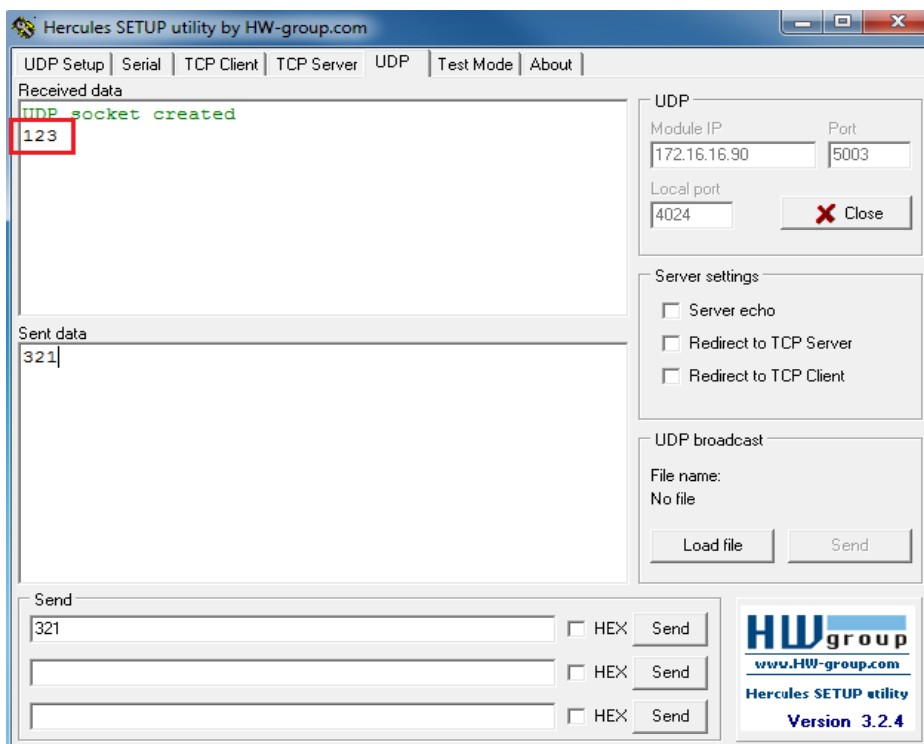 Hercules SETUP utility by HW-group.com
UDP Setup Serial TCP Client TCP Server UDP Test Mode About
Received data
UDP socket created
123
Sent data
321
UDP
Module IP Port
172.16.16.90 5003
Local port
4024 Close
Server settings
Server echo
Redirect to TCP Server
Redirect to TCP Client
UDP broadcast
File name:
No file
Load file Send
Send
321 HEX Send
HEX Send
HEX Send
HW group
www.HW-group.com
Hercules SETUP utility
Version 3.2.4